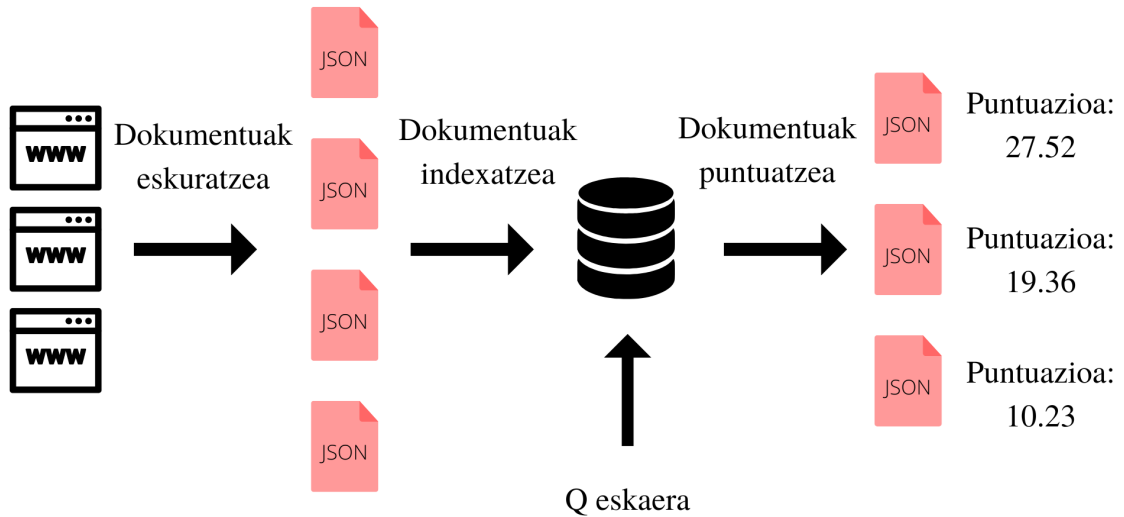 WWW
WWW
WWW
Dokumentuak
eskuratzea
JSON
JSON
JSON
JSON
Dokumentuak
indexatzea
Q eskaera
Dokumentuak
puntuatzea
JSON
Puntuazioa:
27.52
JSON
Puntuazioa:
19.36
JSON
Puntuazioa:
10.23